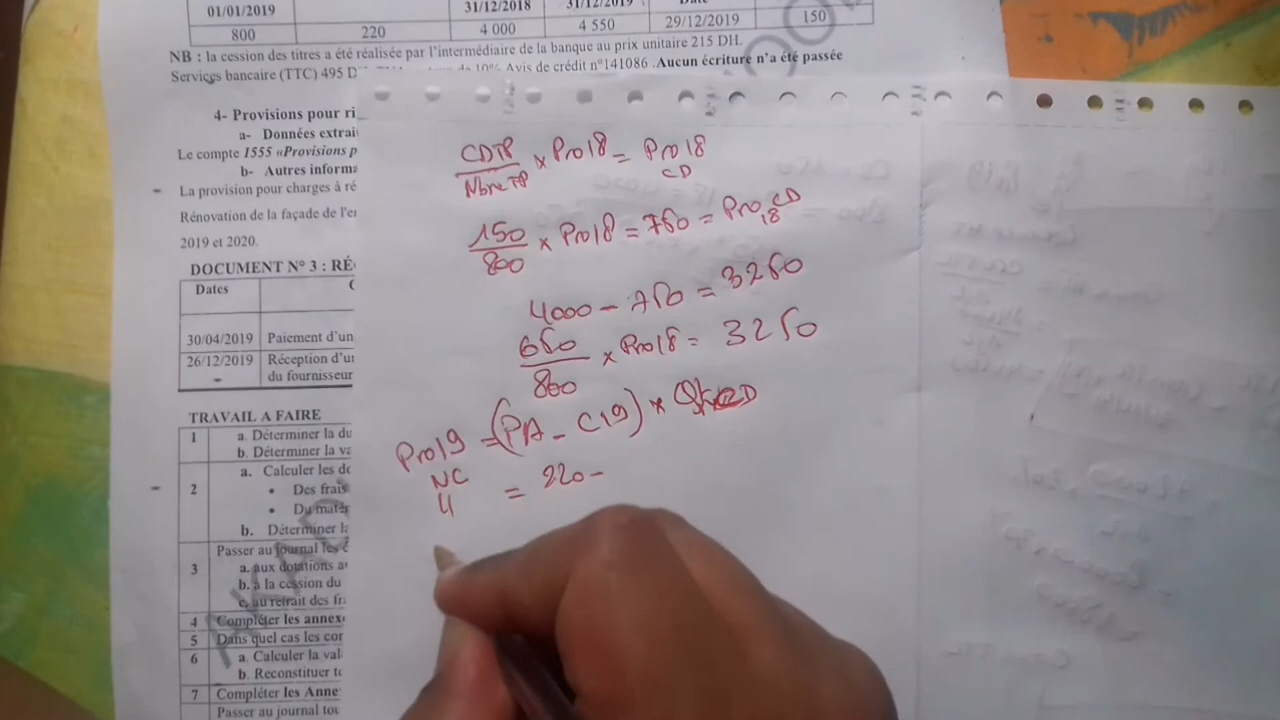 01/01/2019 31/12/2018 31/12/2019 Date
800 220 4 000 4 550 29/12/2019 150
NB : la cession des titres a été réalisée par l'intermédiaire de la banque au prix unitaire 215 DH.
Services bancaire (TTC) 495 D de 10% Avis de crédit n°141086 .Aucun écriture n'a été passée
4- Provisions pour ri
a- Données extrai
Le compte 1555 «Provisions p
b- Autres informa
La provision pour charges à ré
Rénovation de la façade de l'e
2019 et 2020.
DOCUMENT N° 3 : RÉ
Dates
30/04/2019 Paiement d'un
26/12/2019 Réception d'u
du fournisseur
TRAVAIL A FAIRE
1 a. Déterminer la du
b. Déterminer la va
2 a. Calculer les do
• Des frais
• Du matér
b. Déterminer la
3 Passer au journal les é
a. aux dotations a
b. à la cession du
c. au retrait des fr
4 Compléter les annex
5 Dans quel cas les cor
6 a. Calculer la val
b. Reconstituer
7 Compléter les Anne
Passer au journal tou
CDTP/Nbre TP × Pro18 = Pro18 CD
150/800 × Pro18 = 750 = Pro18 CD
4000 - 750 = 3250
650/800 × Pro18 = 3250
Pro19 = (PA - C19) ×
NC
4 = 220 -